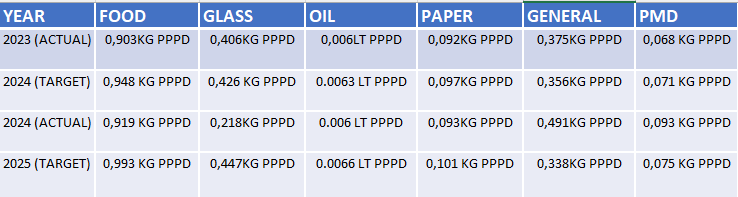 YEAR FOOD GLASS OIL PAPER GENERAL PMD
2023 (ACTUAL) 0,903KG PPPD 0,406KG PPPD 0,006LT PPPD 0,092KG PPPD 0,375KG PPPD 0,068 KG PPPD
2024 (TARGET) 0,948 KG PPPD 0,426 KG PPPD 0.0063 LT PPPD 0,097KG PPPD 0,356KG PPPD 0,071 KG PPPD
2024 (ACTUAL) 0,919 KG PPPD 0,218KG PPPD 0.006 LT PPPD 0,093KG PPPD 0,491KG PPPD 0,093 KG PPPD
2025 (TARGET) 0,993 KG PPPD 0,447KG PPPD 0.0066 LT PPPD 0,101 KG PPPD 0,338KG PPPD 0,075 KG PPPD